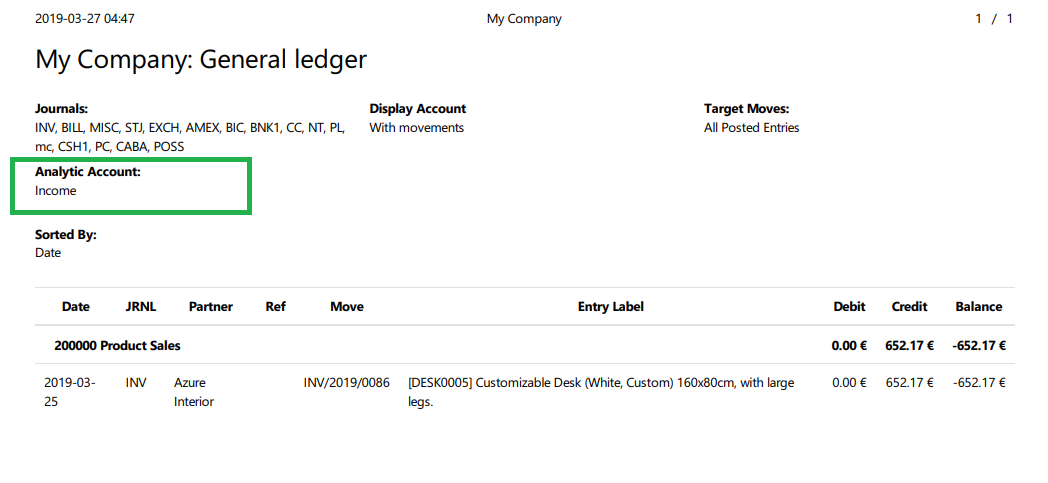 2019-03-27 04:47 My Company 1 / 1
My Company: General ledger
Journals: Display Account Target Moves:
INV, BILL, MISC, STJ, EXCH, AMEX, BIC, BNK1, CC, NT, PL, With movements All Posted Entries
mc, CSH1, PC, CABA, POSS
Analytic Account:
Income
Sorted By:
Date
Date JRNL Partner Ref Move Entry Label Debit Credit Balance
200000 Product Sales 0.00 € 652.17 € -652.17 €
2019-03- INV Azure INV/2019/0086 [DESK0005] Customizable Desk (White, Custom) 160x80cm, with large 0.00 € 652.17 € -652.17 €
25 Interior legs.